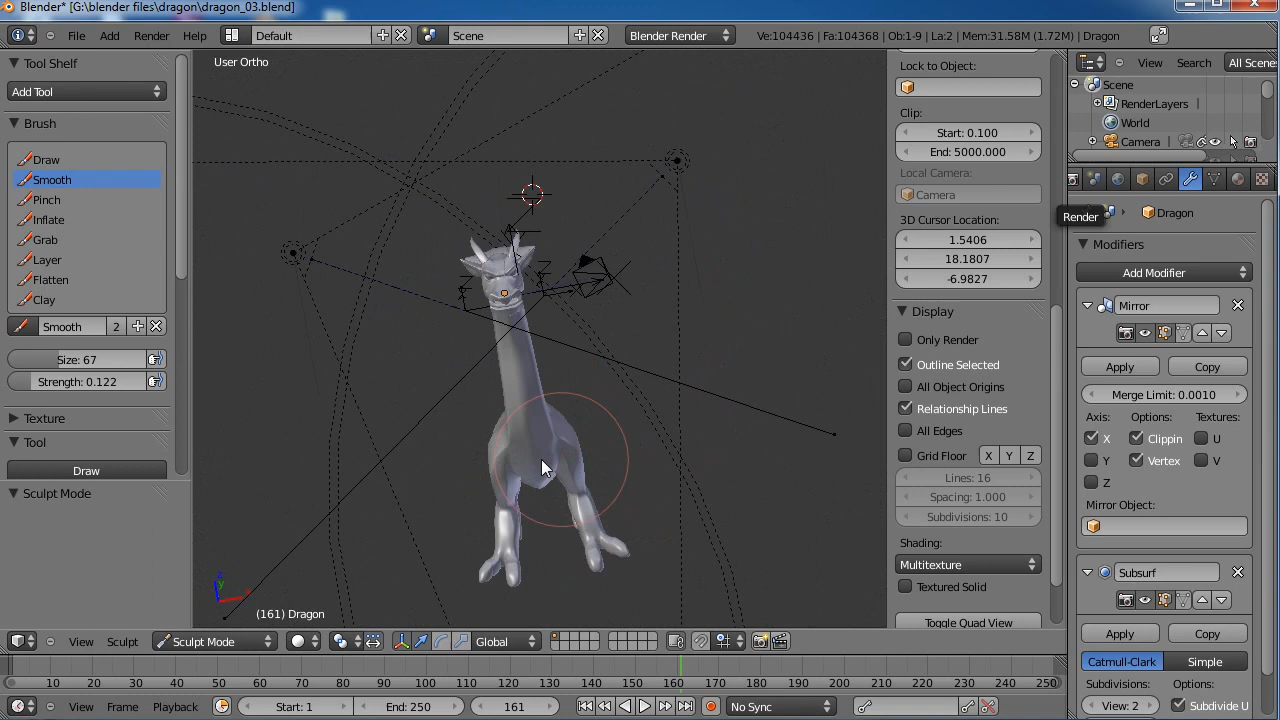 Blender* [G:\blender files\dragon\dragon_03.blend]
File Add Render Help Default Scene Blender Render Ve:104436 | Fa:104368 | Ob:1-9 | La:2 | Mem:31.58M (1.72M) | Dragon
Tool Shelf
Add Tool
Brush
Draw
Smooth
Pinch
Inflate
Grab
Layer
Flatten
Clay
Smooth 2
Size: 67
Strength: 0.122
Texture
Tool
Draw
Sculpt Mode
User Ortho
(161) Dragon
Lock to Object:
Clip:
Start: 0.100
End: 5000.000
Local Camera:
Camera
3D Cursor Location:
1.5406
18.1807
-6.9827
Display
Only Render
Outline Selected
All Object Origins
Relationship Lines
All Edges
Grid Floor X Y Z
Lines: 16
Spacing: 1.000
Subdivisions: 10
Shading:
Multitexture
Textured Solid
Toggle Quad View
View Search All Scene
Scene
RenderLayers
World
Camera
Render
Dragon
Modifiers
Add Modifier
Mirror
Apply Copy
Merge Limit: 0.0010
Axis: Options: Textures:
X Clippin U
Y Vertex V
Z
Mirror Object:
Subsurf
Apply Copy
Catmull-Clark Simple
Subdivisions: Options:
View: 2 Subdivide U
View Sculpt Sculpt Mode Global
10 20 30 40 50 60 70 80 90 100 110 120 130 140 150 160 170 180 190 200 210 220 230 240 250
View Frame Playback Start: 1 End: 250 161 No Sync